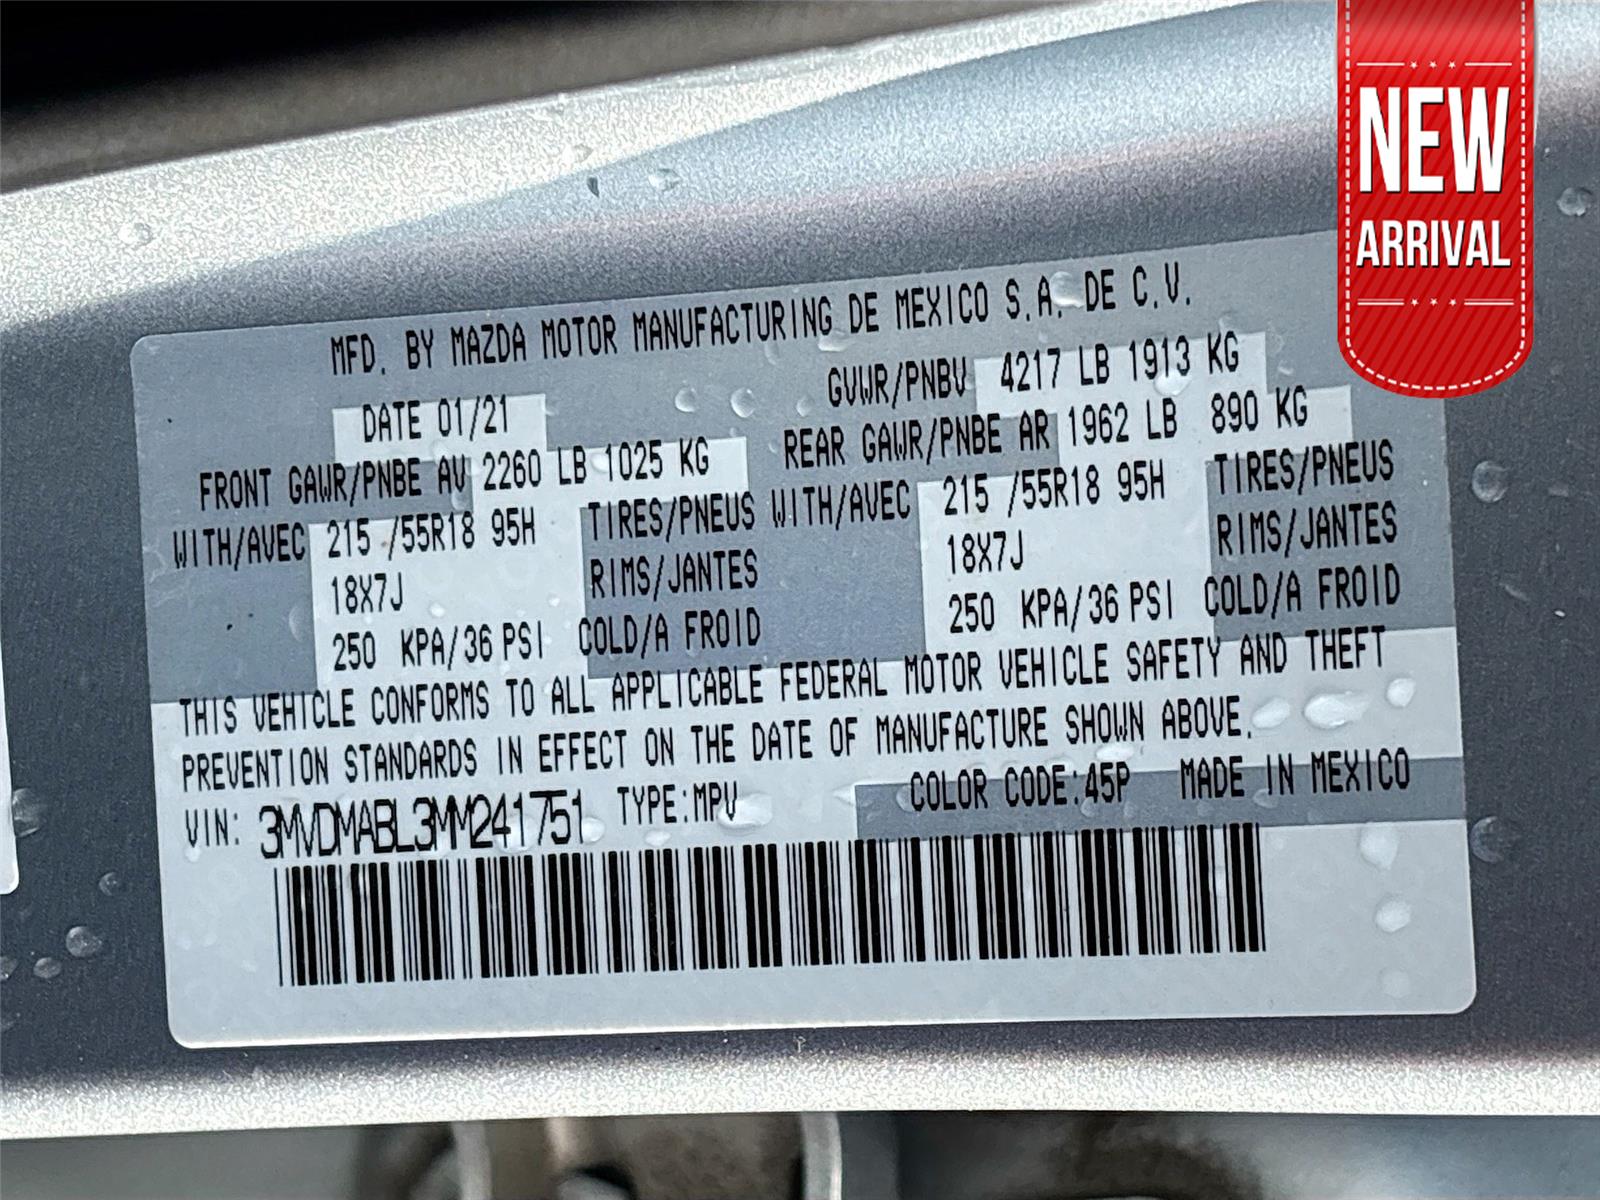 NEW
ARRIVAL
MFD. BY MAZDA MOTOR MANUFACTURING DE MEXICO S.A. DE C.V.
DATE 01/21
GVWR/PNBV 4217 LB 1913 KG
FRONT GAWR/PNBE AV 2260 LB 1025 KG
REAR GAWR/PNBE AR 1962 LB 890 KG
WITH/AVEC 215 /55R18 95H TIRES/PNEUS
18X7J RIMS/JANTES
250 KPA/36 PSI COLD/A FROID
WITH/AVEC 215 /55R18 95H TIRES/PNEUS
18X7J RIMS/JANTES
250 KPA/36 PSI COLD/A FROID
THIS VEHICLE CONFORMS TO ALL APPLICABLE FEDERAL MOTOR VEHICLE SAFETY AND THEFT
PREVENTION STANDARDS IN EFFECT ON THE DATE OF MANUFACTURE SHOWN ABOVE.
VIN: 3MVDMABL3MM241751 TYPE:MPV COLOR CODE:45P MADE IN MEXICO